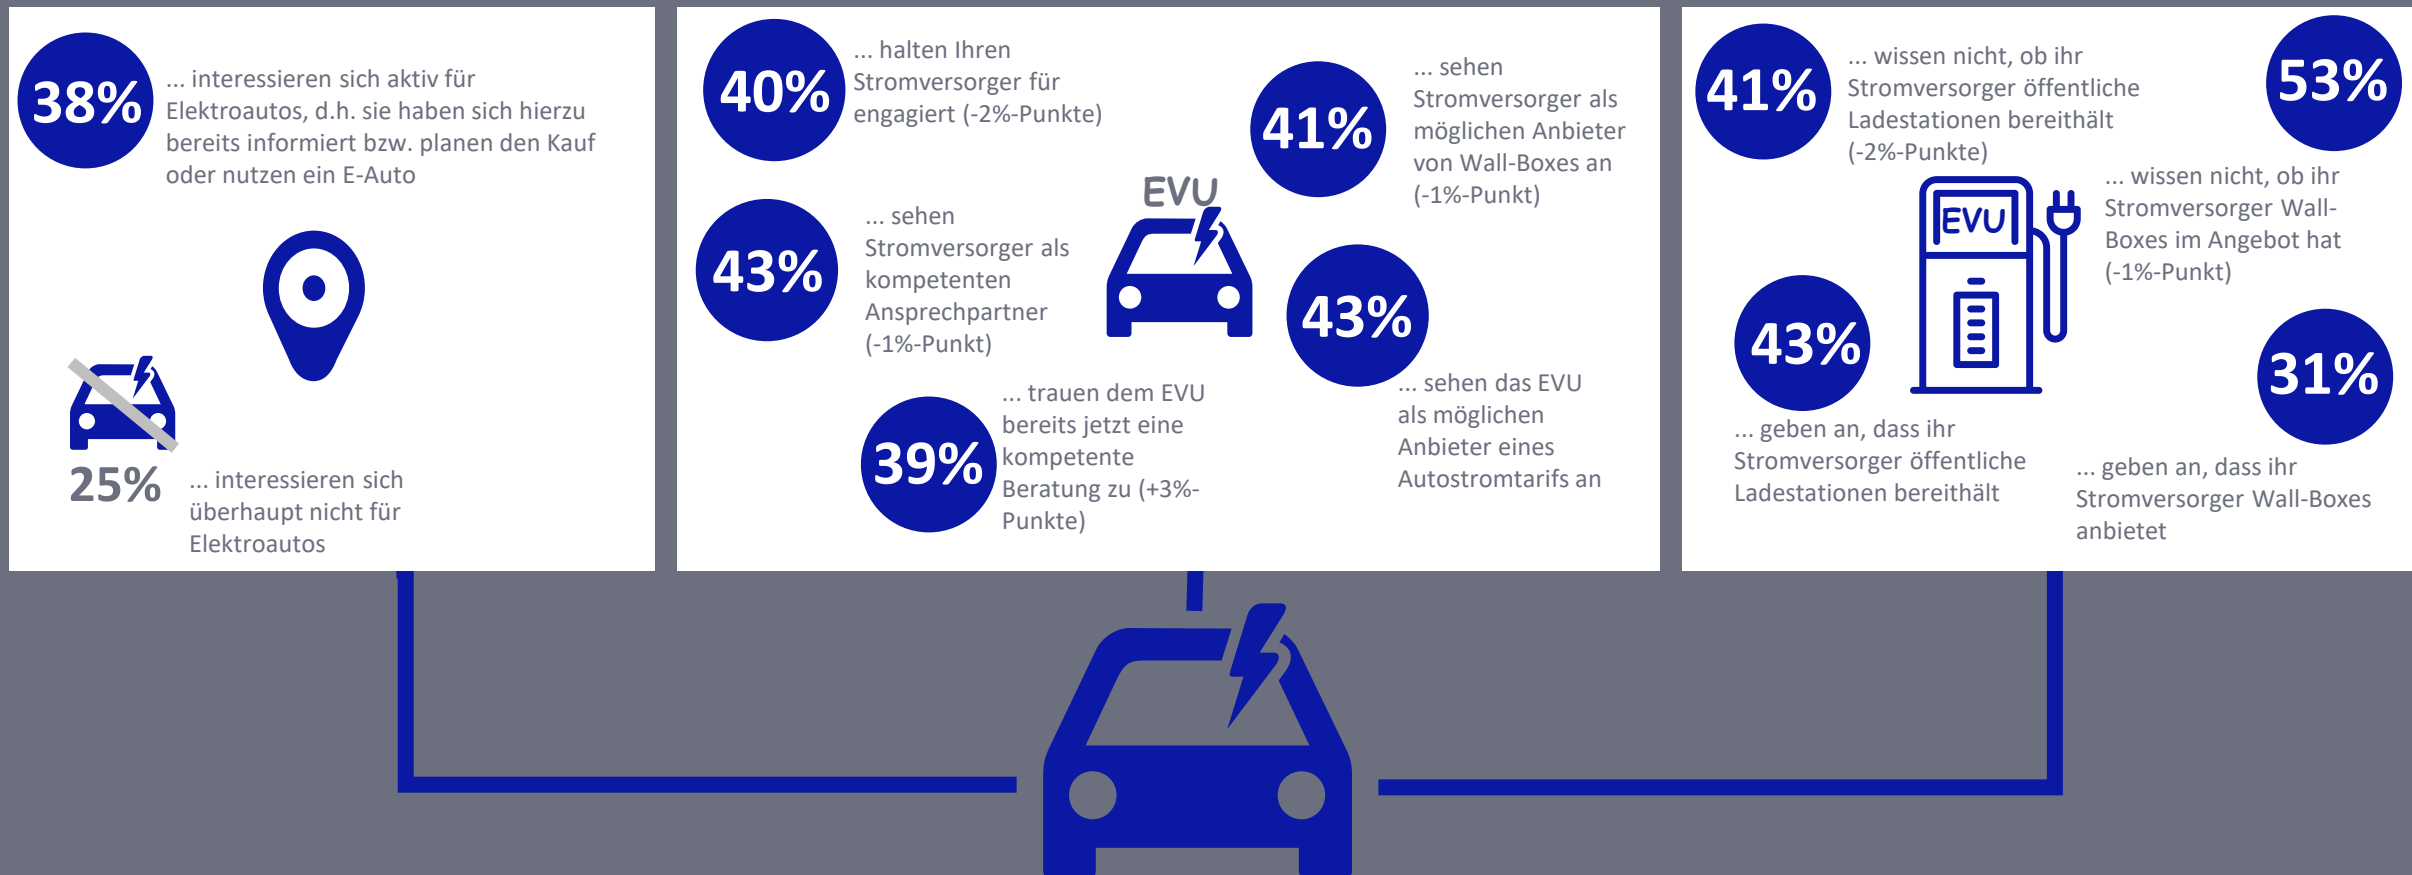 38%
... interessieren sich aktiv für
Elektroautos, d.h. sie haben sich hierzu
bereits informiert bzw. planen den Kauf
oder nutzen ein E-Auto
25%
... interessieren sich
überhaupt nicht für
Elektroautos
40%
... halten Ihren
Stromversorger für
engagiert (-2%-Punkte)
43%
... sehen
Stromversorger als
kompetenten
Ansprechpartner
(-1%-Punkt)
39%
... trauen dem EVU
bereits jetzt eine
kompetente
Beratung zu (+3%-
Punkte)
EVU
41%
... sehen
Stromversorger als
möglichen Anbieter
von Wall-Boxes an
(-1%-Punkt)
43%
... sehen das EVU
als möglichen
Anbieter eines
Autostromtarifs an
41%
... wissen nicht, ob ihr
Stromversorger öffentliche
Ladestationen bereithält
(-2%-Punkte)
53%
... wissen nicht, ob ihr
Stromversorger Wall-
Boxes im Angebot hat
(-1%-Punkt)
EVU
43%
... geben an, dass ihr
Stromversorger öffentliche
Ladestationen bereithält
31%
... geben an, dass ihr
Stromversorger Wall-Boxes
anbietet